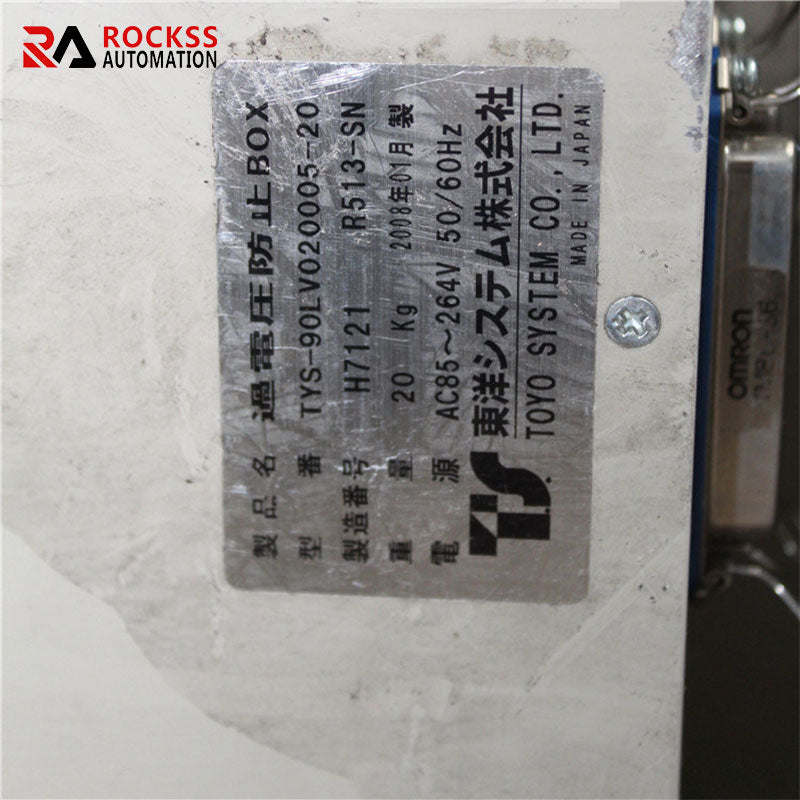 RA ROCKSS
AUTOMATION
製品名 過電圧防止BOX
型番 TYS-90LV020005-20
製造番号 H7121 R513-SN
重量 20 Kg 2008年01月製
電源 AC85～264V 50/60Hz
YS 東洋システム株式会社
TOYO SYSTEM CO., LTD.
MADE IN JAPAN
OMRON